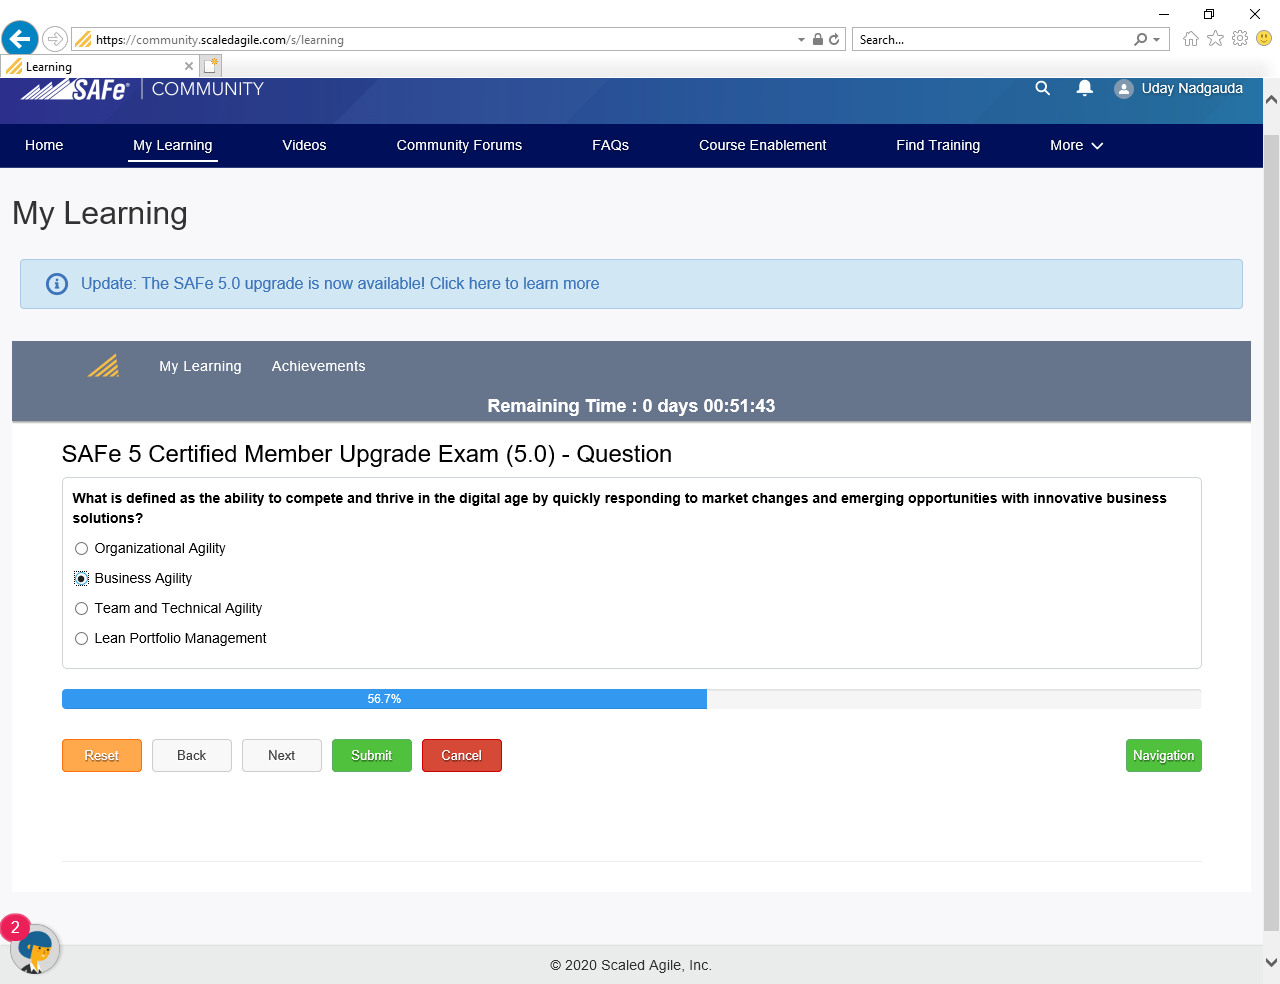 https://community.scaledagile.com/s/learning
Search...
Learning
SAFe® | COMMUNITY
Uday Nadgauda
Home
My Learning
Videos
Community Forums
FAQs
Course Enablement
Find Training
More
My Learning
Update: The SAFe 5.0 upgrade is now available! Click here to learn more
My Learning
Achievements
Remaining Time : 0 days 00:51:43
SAFe 5 Certified Member Upgrade Exam (5.0) - Question
What is defined as the ability to compete and thrive in the digital age by quickly responding to market changes and emerging opportunities with innovative business
solutions?
Organizational Agility
Business Agility
Team and Technical Agility
Lean Portfolio Management
56.7%
Reset
Back
Next
Submit
Cancel
Navigation
2
© 2020 Scaled Agile, Inc.